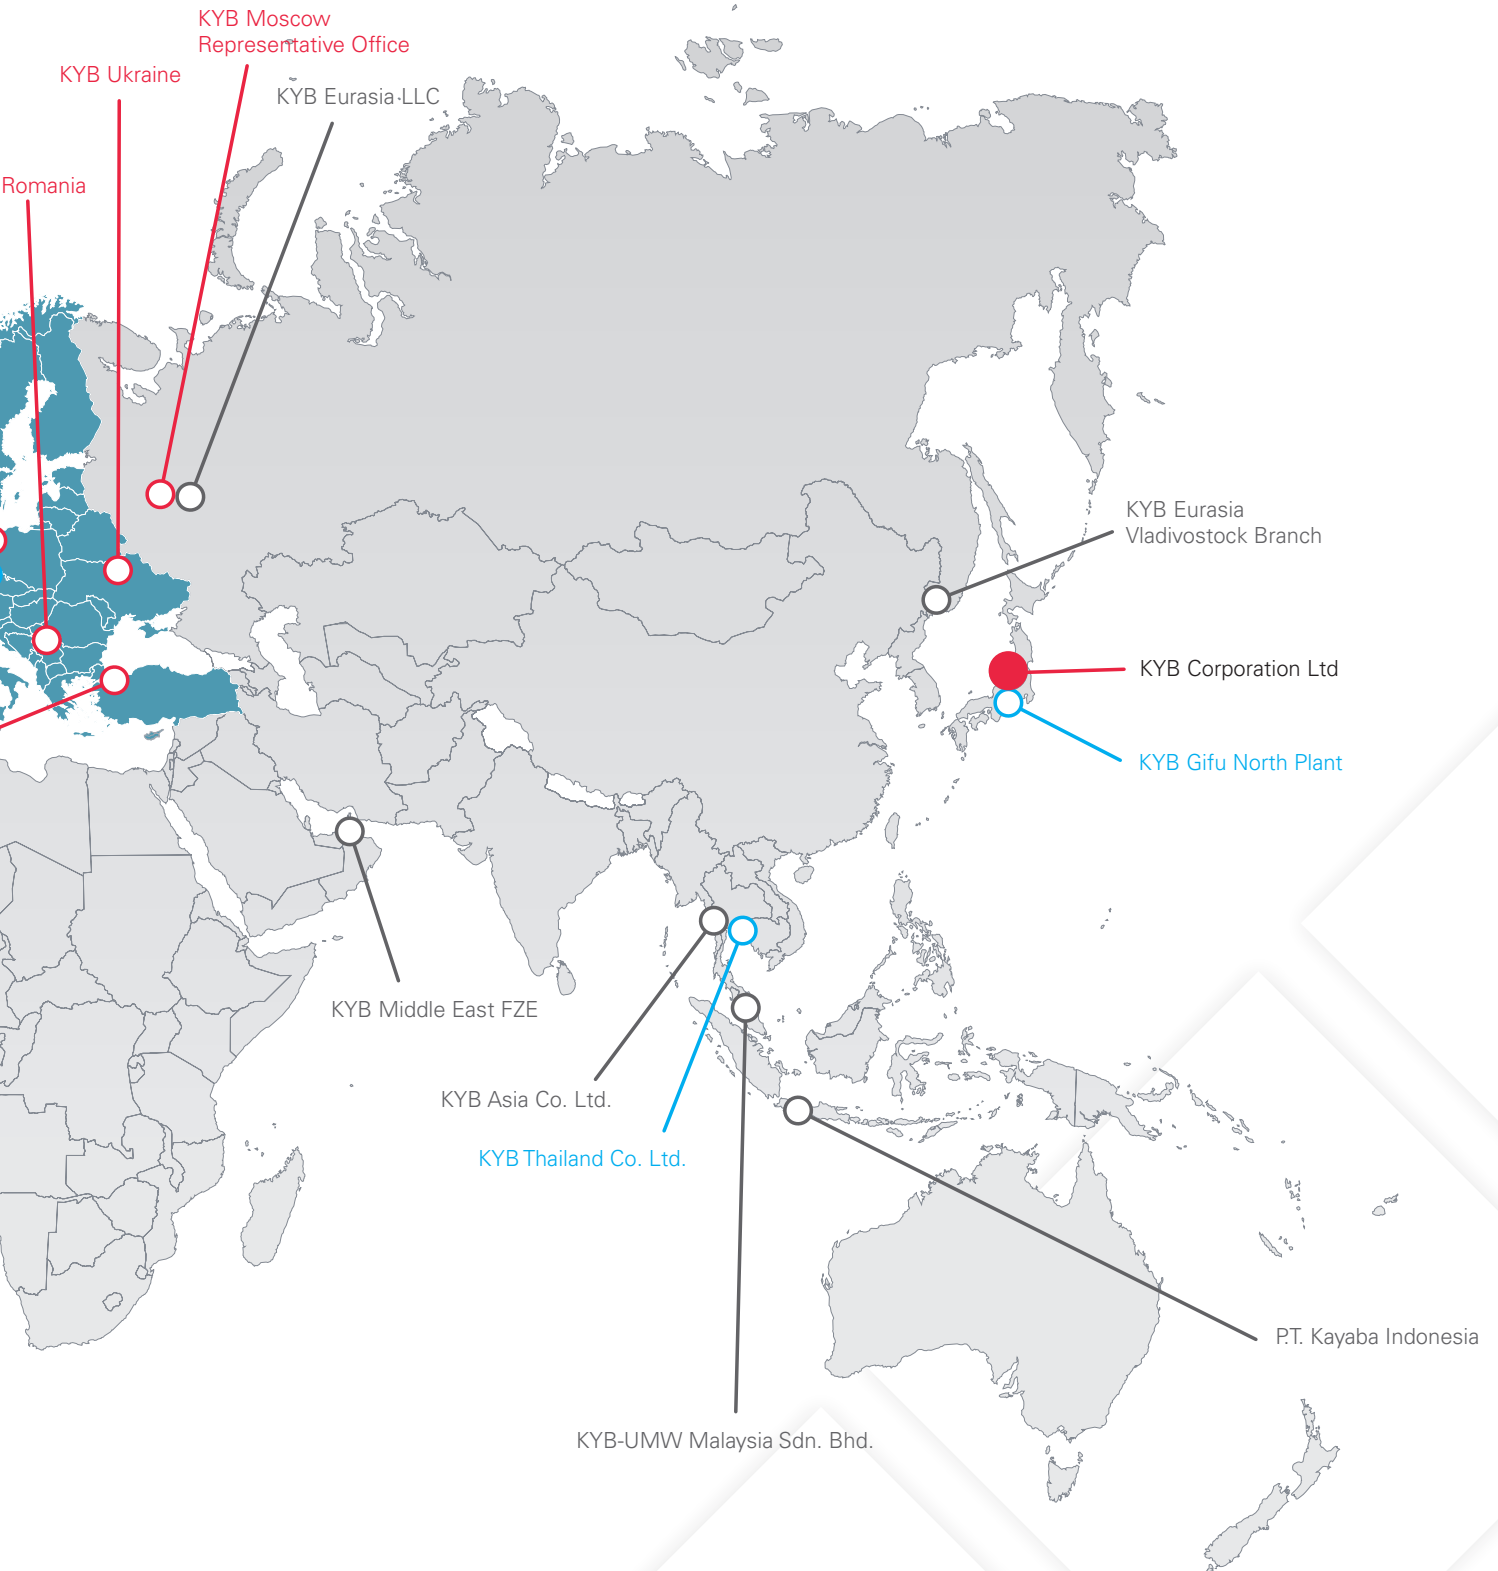 KYB Moscow
Representative Office
KYB Ukraine
KYB Eurasia LLC
Romania
KYB Eurasia
Vladivostock Branch
KYB Corporation Ltd
KYB Gifu North Plant
KYB Middle East FZE
KYB Asia Co. Ltd.
KYB Thailand Co. Ltd.
P.T. Kayaba Indonesia
KYB-UMW Malaysia Sdn. Bhd.